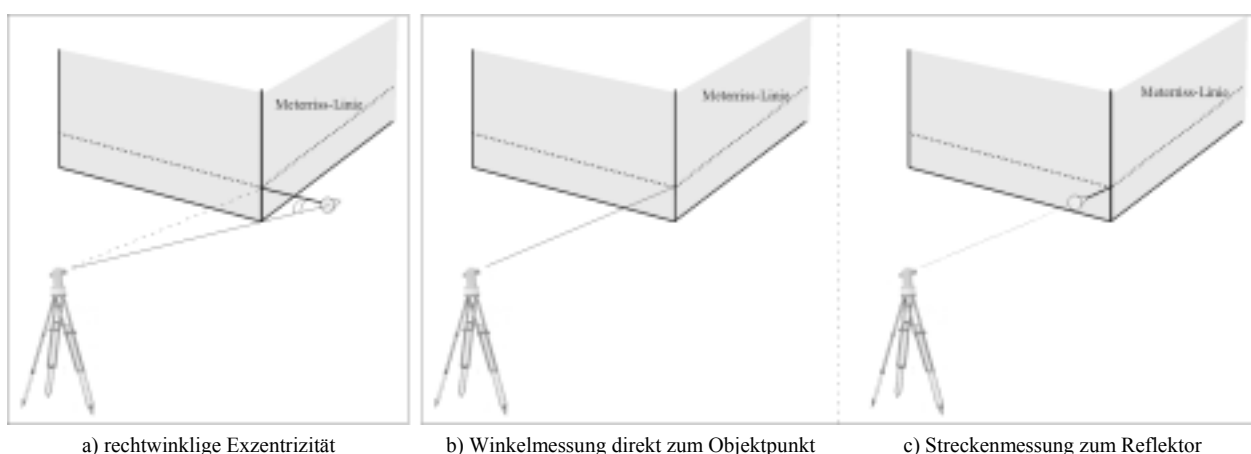 Meterriss-Linie
Meterriss-Linie
Meterriss-Linie
a) rechtwinklige Exzentrizität
b) Winkelmessung direkt zum Objektpunkt
c) Streckenmessung zum Reflektor